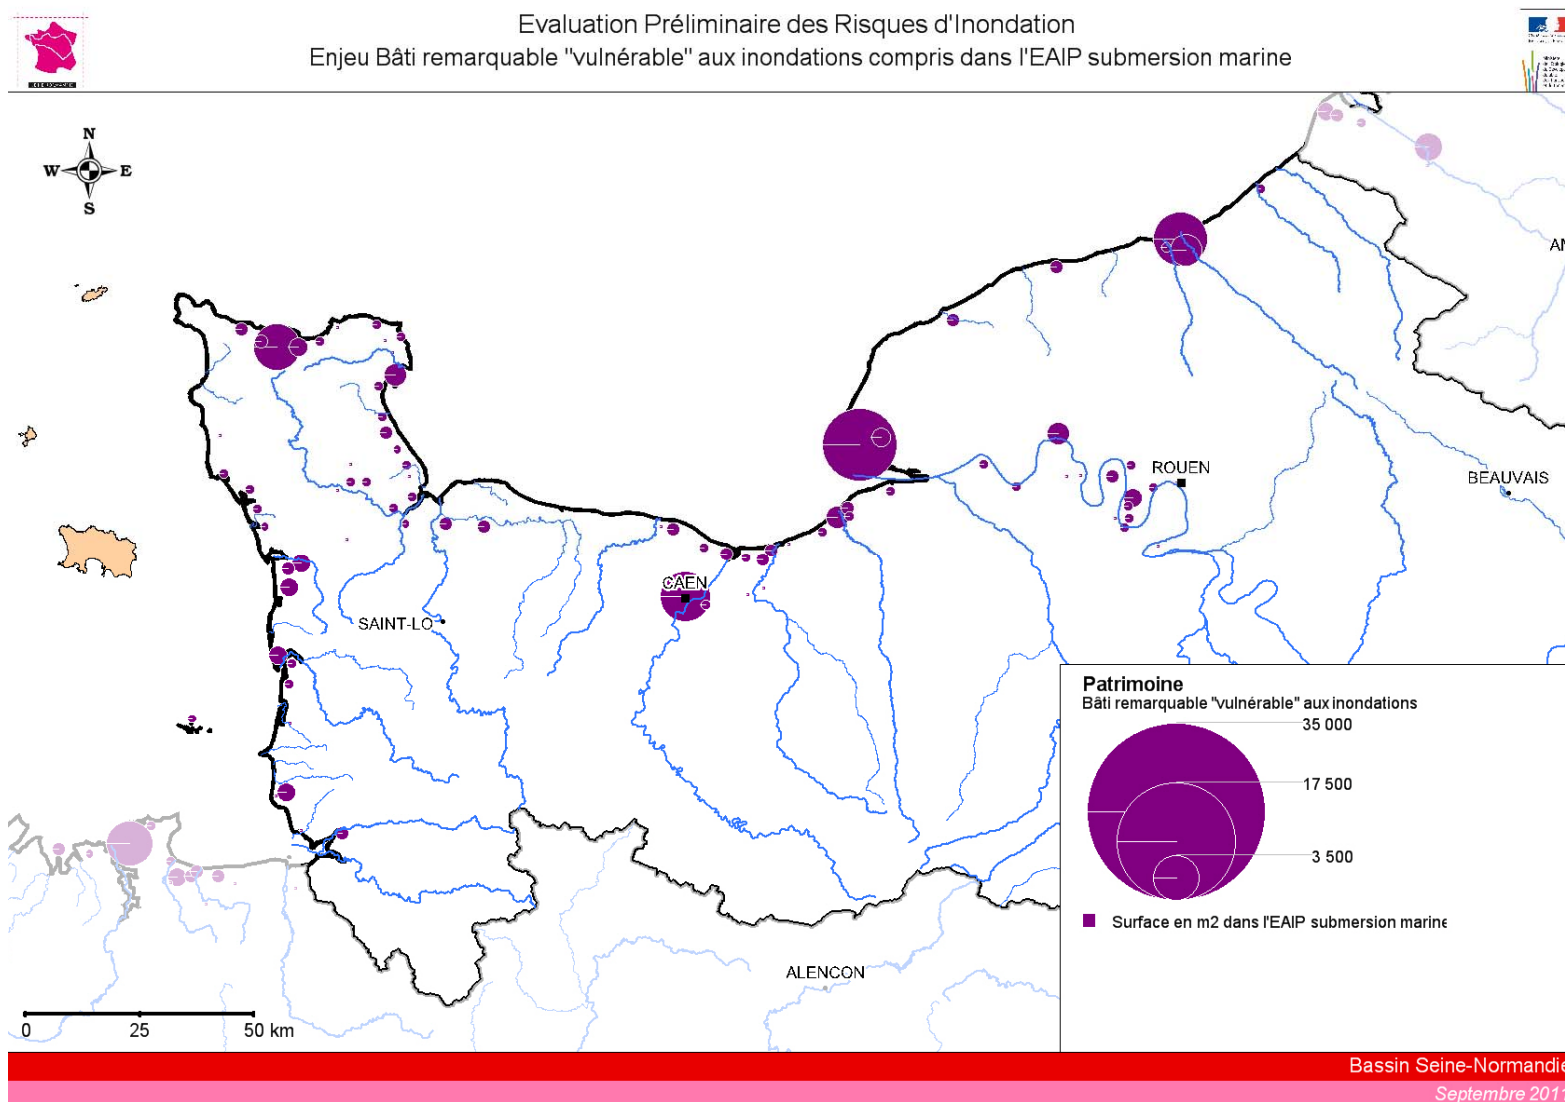 Evaluation Préliminaire des Risques d'Inondation
Enjeu Bâti remarquable "vulnérable" aux inondations compris dans l'EAIP submersion marine
N
W E
S
AN
ROUEN
BEAUVAIS
CAEN
SAINT-LO
ALENCON
Patrimoine
Bâti remarquable "vulnérable" aux inondations
35 000
17 500
3 500
Surface en m2 dans l'EAIP submersion marine
0 25 50 km
Bassin Seine-Normandie
Septembre 2011